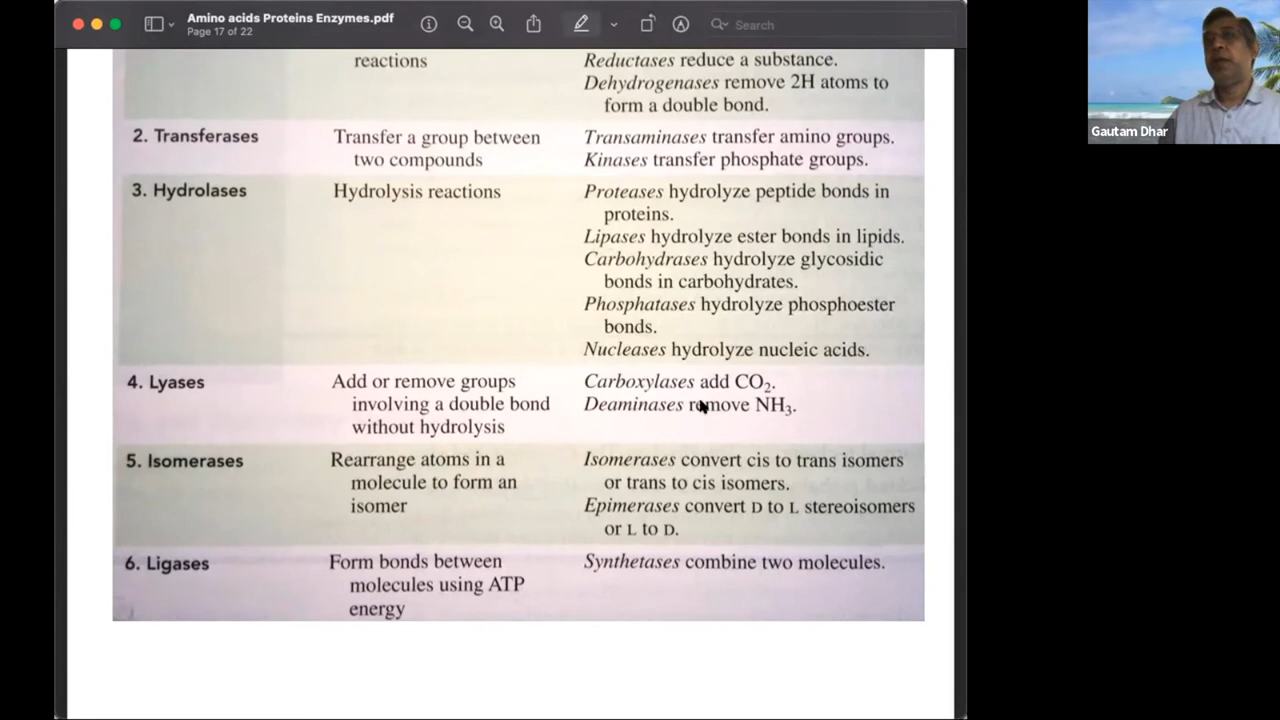 Amino acids Proteins Enzymes.pdf
Page 17 of 22
Search
Gautam Dhar
reactions
Reductases reduce a substance.
Dehydrogenases remove 2H atoms to
form a double bond.
2. Transferases
Transfer a group between
two compounds
Transaminases transfer amino groups.
Kinases transfer phosphate groups.
3. Hydrolases
Hydrolysis reactions
Proteases hydrolyze peptide bonds in
proteins.
Lipases hydrolyze ester bonds in lipids.
Carbohydrases hydrolyze glycosidic
bonds in carbohydrates.
Phosphatases hydrolyze phosphoester
bonds.
Nucleases hydrolyze nucleic acids.
4. Lyases
Add or remove groups
involving a double bond
without hydrolysis
Carboxylases add CO₂.
Deaminases remove NH₃.
5. Isomerases
Rearrange atoms in a
molecule to form an
isomer
Isomerases convert cis to trans isomers
or trans to cis isomers.
Epimerases convert D to L stereoisomers
or L to D.
6. Ligases
Form bonds between
molecules using ATP
energy
Synthetases combine two molecules.